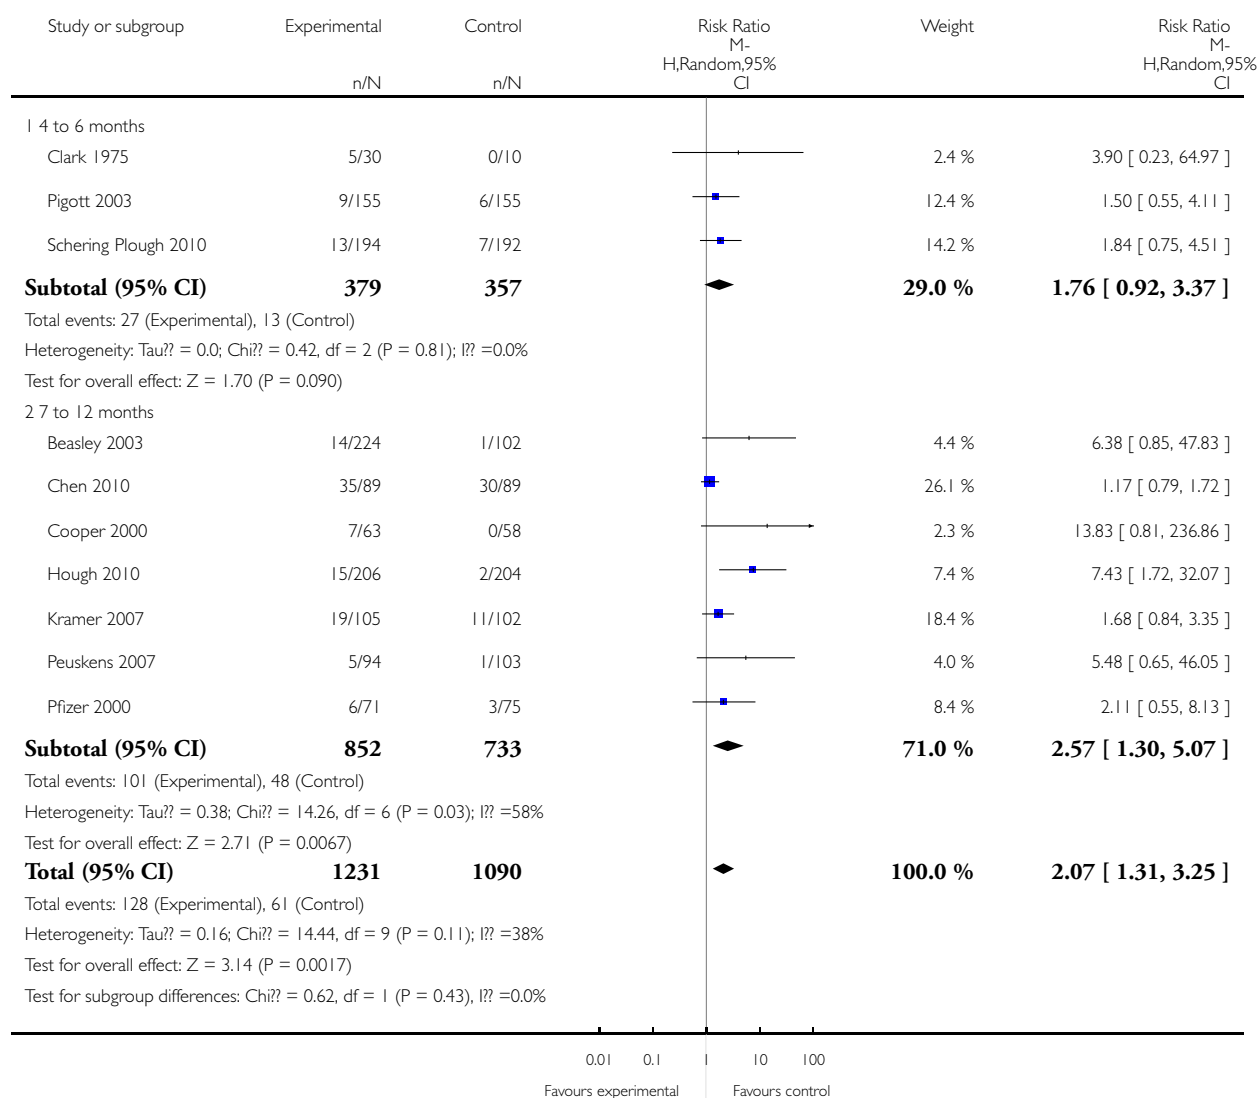 Study or subgroup Experimental Control Risk Ratio Weight Risk Ratio
M- M-
H,Random,95% H,Random,95%
n/N n/N CI CI
1 4 to 6 months
Clark 1975 5/30 0/10 2.4 % 3.90 [ 0.23, 64.97 ]
Pigott 2003 9/155 6/155 12.4 % 1.50 [ 0.55, 4.11 ]
Schering Plough 2010 13/194 7/192 14.2 % 1.84 [ 0.75, 4.51 ]
Subtotal (95% CI) 379 357 29.0 % 1.76 [ 0.92, 3.37 ]
Total events: 27 (Experimental), 13 (Control)
Heterogeneity: Tau?? = 0.0; Chi?? = 0.42, df = 2 (P = 0.81); I?? =0.0%
Test for overall effect: Z = 1.70 (P = 0.090)
2 7 to 12 months
Beasley 2003 14/224 1/102 4.4 % 6.38 [ 0.85, 47.83 ]
Chen 2010 35/89 30/89 26.1 % 1.17 [ 0.79, 1.72 ]
Cooper 2000 7/63 0/58 2.3 % 13.83 [ 0.81, 236.86 ]
Hough 2010 15/206 2/204 7.4 % 7.43 [ 1.72, 32.07 ]
Kramer 2007 19/105 11/102 18.4 % 1.68 [ 0.84, 3.35 ]
Peuskens 2007 5/94 1/103 4.0 % 5.48 [ 0.65, 46.05 ]
Pfizer 2000 6/71 3/75 8.4 % 2.11 [ 0.55, 8.13 ]
Subtotal (95% CI) 852 733 71.0 % 2.57 [ 1.30, 5.07 ]
Total events: 101 (Experimental), 48 (Control)
Heterogeneity: Tau?? = 0.38; Chi?? = 14.26, df = 6 (P = 0.03); I?? =58%
Test for overall effect: Z = 2.71 (P = 0.0067)
Total (95% CI) 1231 1090 100.0 % 2.07 [ 1.31, 3.25 ]
Total events: 128 (Experimental), 61 (Control)
Heterogeneity: Tau?? = 0.16; Chi?? = 14.44, df = 9 (P = 0.11); I?? =38%
Test for overall effect: Z = 3.14 (P = 0.0017)
Test for subgroup differences: Chi?? = 0.62, df = 1 (P = 0.43), I?? =0.0%
0.01 0.1 1 10 100
Favours experimental Favours control